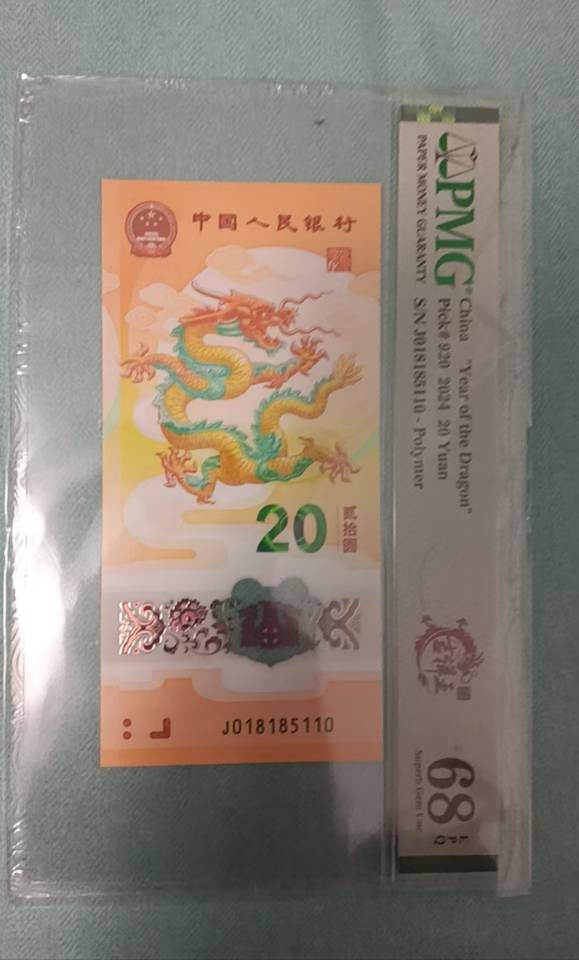 PMG®
PAPER MONEY GUARANTY
China "Year of the Dragon"
Pick# 920 2024 20 Yuan
S/N J018185110 - Polymer
68
EPQ
Superb Gem Unc
中国人民银行
20
贰拾圆
J018185110